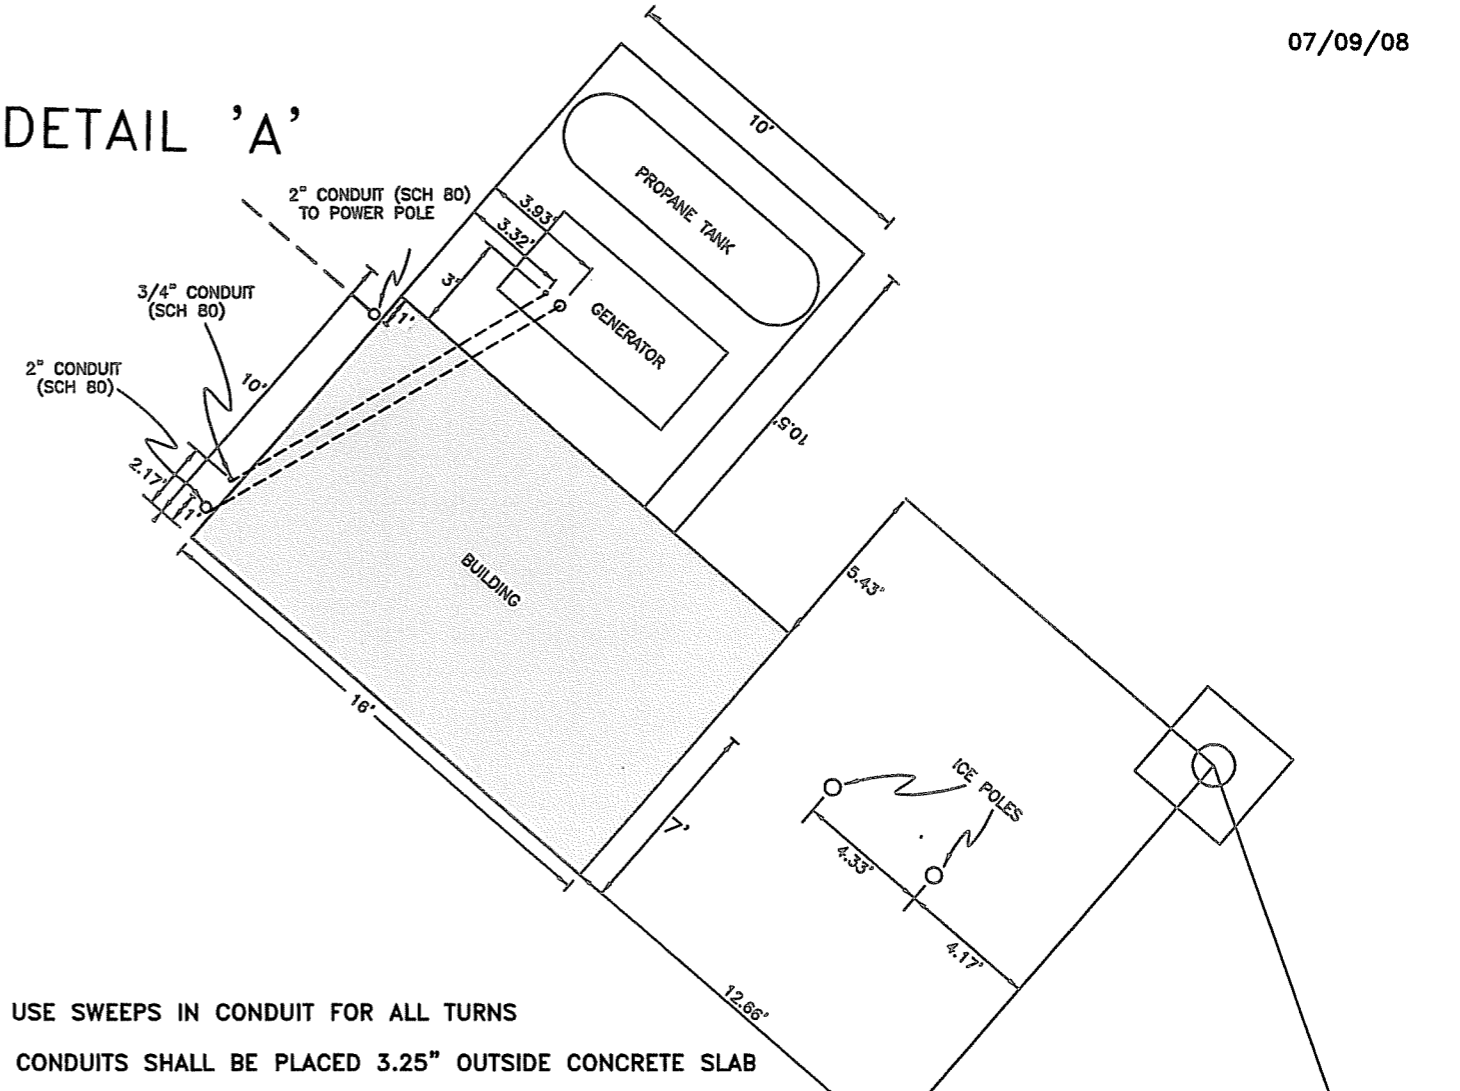 07/09/08
DETAIL 'A'
10'
PROPANE TANK
2" CONDUIT (SCH 80)
TO POWER POLE
3.93'
3.32'
3'
3/4" CONDUIT
(SCH 80)
1'
GENERATOR
2" CONDUIT
(SCH 80)
10'
10.5'
2.17'
1'
BUILDING
5.43'
16'
ICE POLES
7'
4.33'
4.17'
12.66'
USE SWEEPS IN CONDUIT FOR ALL TURNS
CONDUITS SHALL BE PLACED 3.25" OUTSIDE CONCRETE SLAB